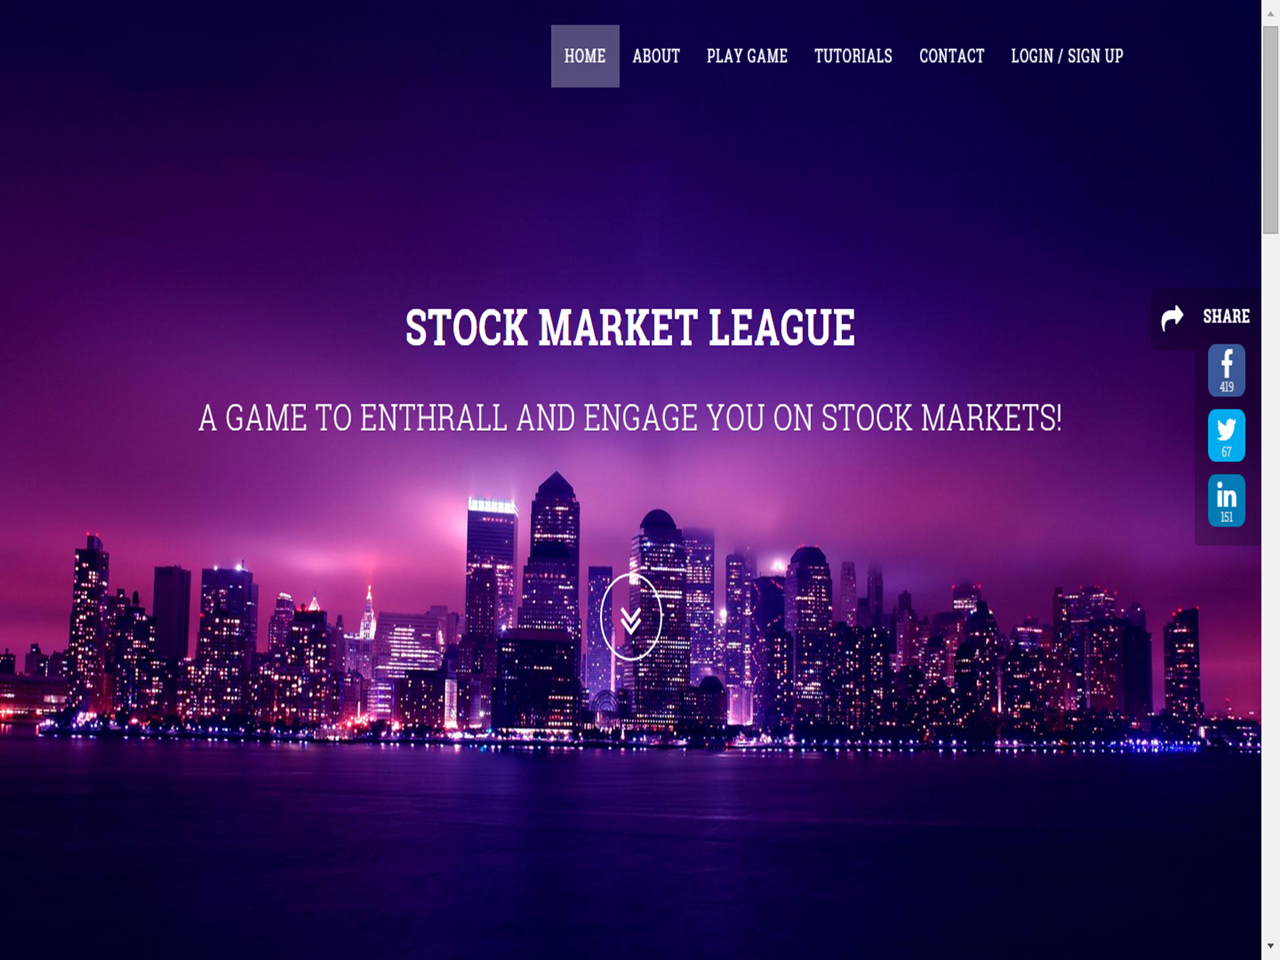 HOME ABOUT PLAY GAME TUTORIALS CONTACT LOGIN / SIGN UP
SHARE
STOCK MARKET LEAGUE
419
A GAME TO ENTHRALL AND ENGAGE YOU ON STOCK MARKETS!
67
in
151